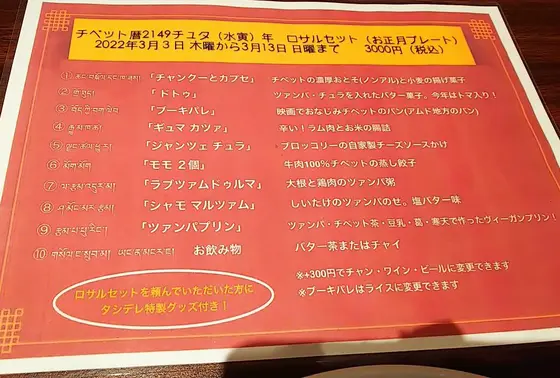 チベット暦2149チュタ（水寅）年　ロサルセット（お正月プレート）
2022年3月３日 木曜から3月13日 日曜まで　3000円（税込）
① 「チャンクーとカプセ」 チベットの濃厚おとそ(ノンアル)と小麦の揚げ菓子
② 「ドトゥ」 ツァンパ・チュラを入れたバター菓子。今年はトマ入り！
③ 「プーキバレ」 映画でおなじみチベットのパン(アムド地方のパン)
④ 「ギュマ カツァ」 辛い！ラム肉とお米の腸詰
⑤ 「ジャンツェ チュラ」 ブロッコリーの自家製チーズソースかけ
⑥ མོག་མོག 「モモ ２個」 牛肉100％チベットの蒸し餃子
⑦ 「ラプツァムドゥルマ」 大根と鶏肉のツァンパ粥
⑧ 「シャモ マルツァム」 しいたけのツァンパのせ。塩バター味
⑨ 「ツァンパプリン」 ツァンパ・チベット茶・豆乳・葛・寒天で作ったヴィーガンプリン！
⑩ お飲み物 バター茶またはチャイ
※+300円でチャン・ワイン・ビールに変更できます
※プーキバレはライスに変更できます
ロサルセットを頼んでいただいた方に
タシデレ特製グッズ付き！